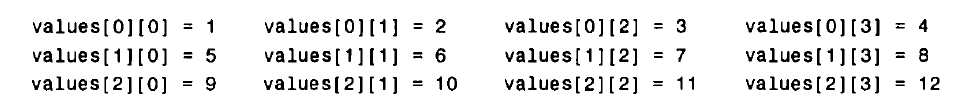 values[0][0] = 1 values[0][1] = 2 values[0][2] = 3 values[0][3] = 4
values[1][0] = 5 values[1][1] = 6 values[1][2] = 7 values[1][3] = 8
values[2][0] = 9 values[2][1] = 10 values[2][2] = 11 values[2][3] = 12